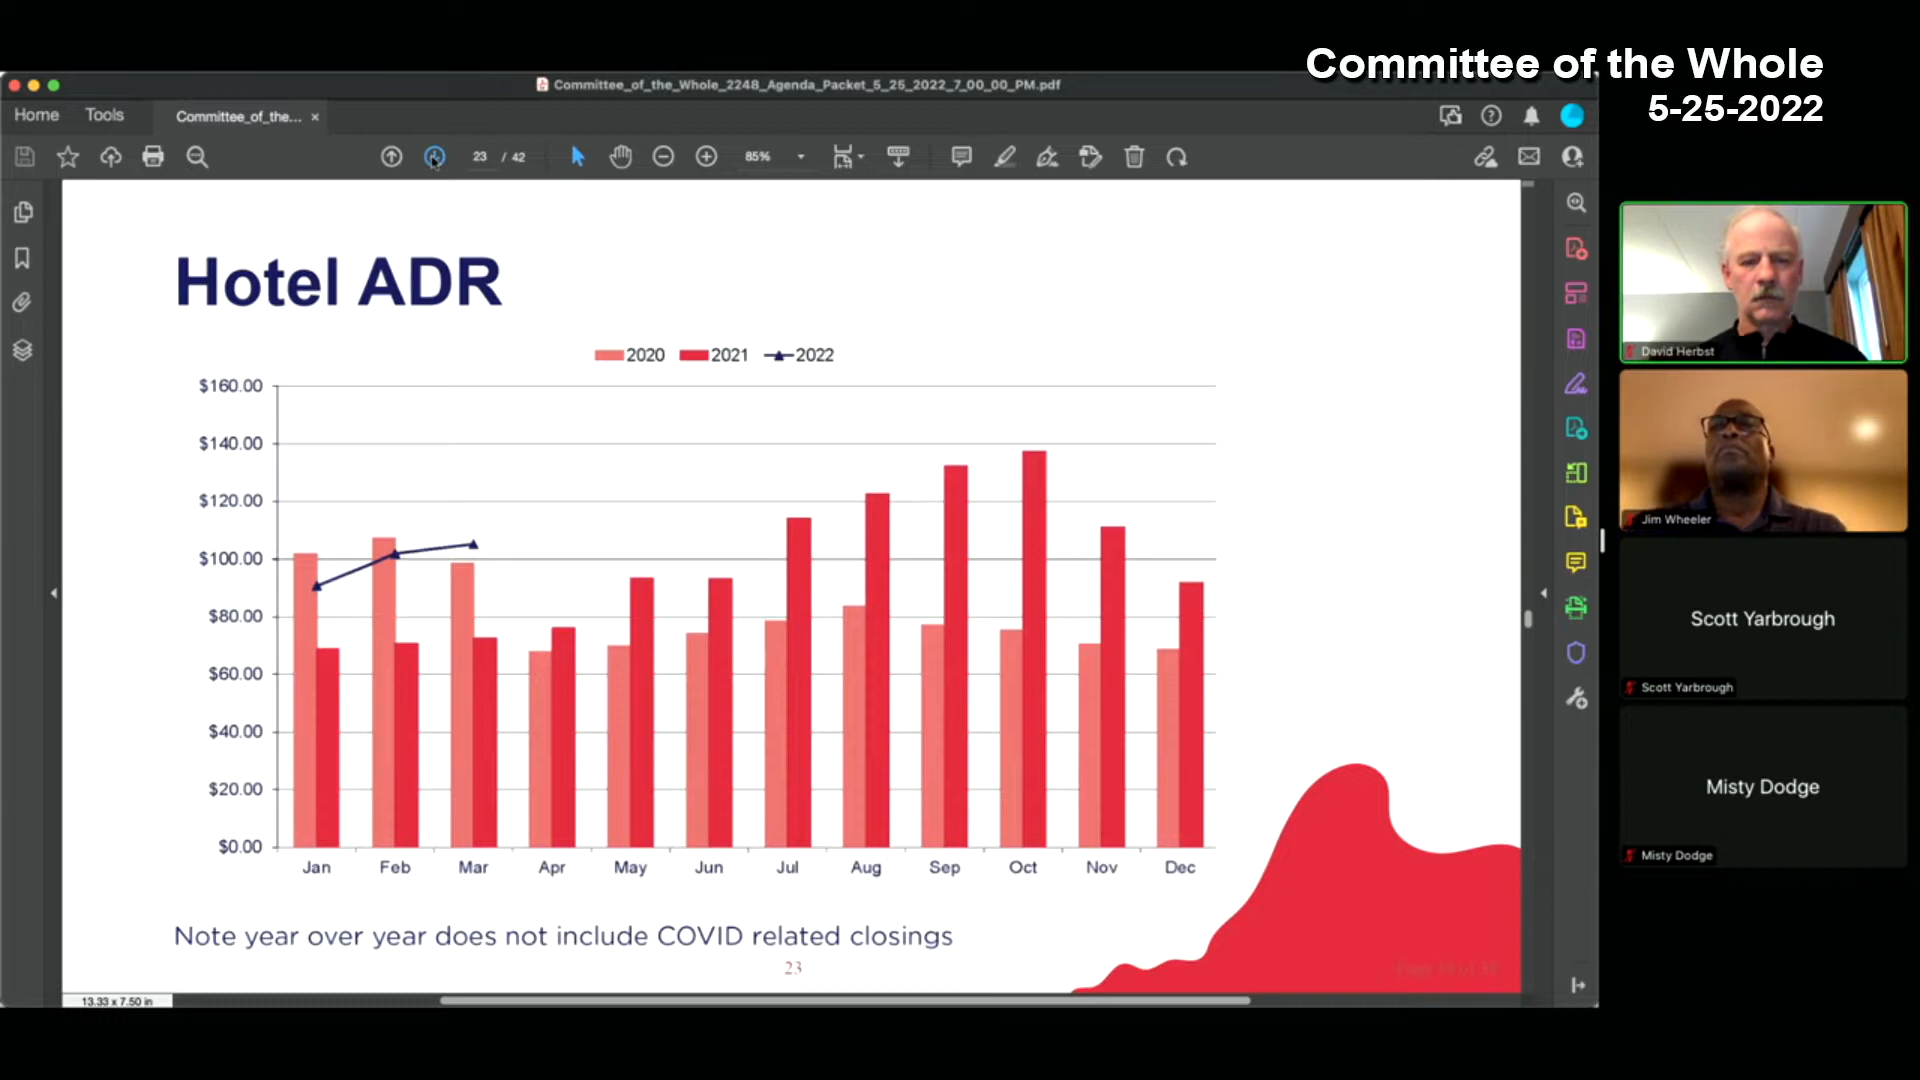 Committee of the Whole
5-25-2022
Committee_of_the_Whole_2248_Agenda_Packet_5_25_2022_7_00_00_PM.pdf
Home
Tools
Committee_of_the...
23 / 42
85%
Hotel ADR
2020
2021
2022
$160.00
$140.00
$120.00
$100.00
$80.00
$60.00
$40.00
$20.00
$0.00
Jan Feb Mar Apr May Jun Jul Aug Sep Oct Nov Dec
Note year over year does not include COVID related closings
23
13.33 x 7.50 in
David Herbst
Jim Wheeler
Scott Yarbrough
Scott Yarbrough
Misty Dodge
Misty Dodge